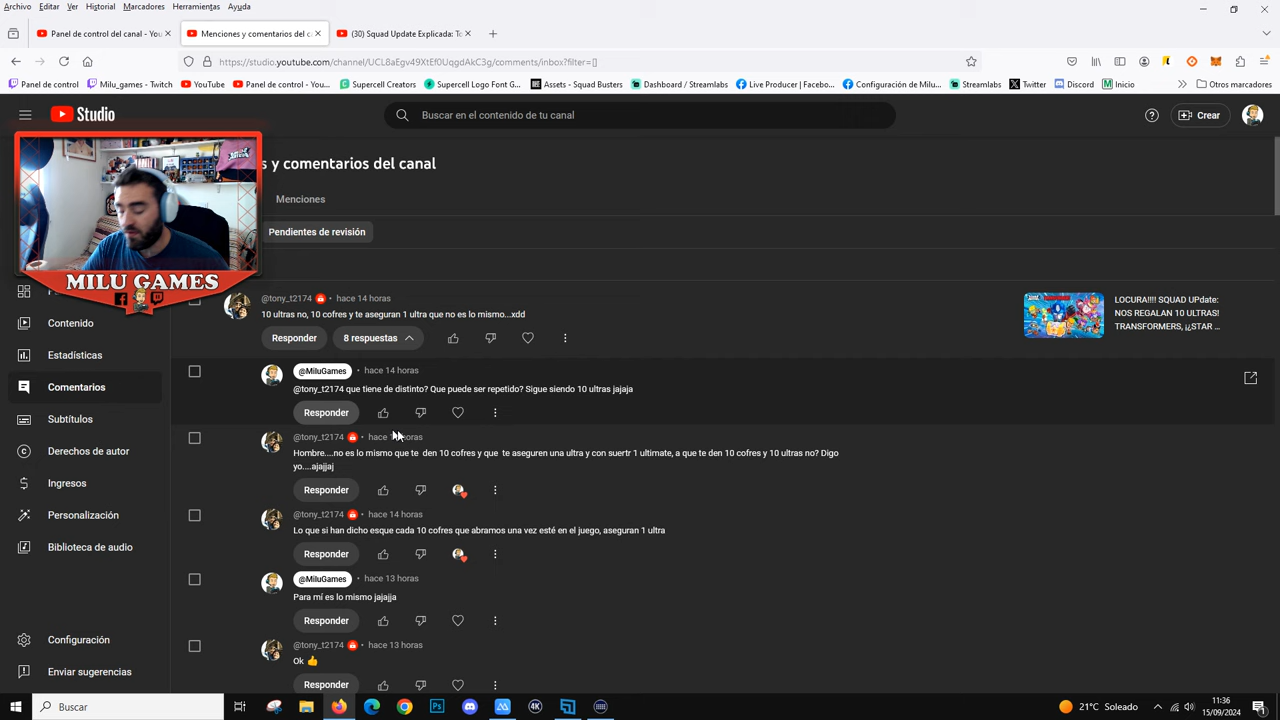 Archivo Editar Ver Historial Marcadores Herramientas Ayuda
Panel de control del canal - You
Menciones y comentarios del c
(30) Squad Update Explicada: To
https://studio.youtube.com/channel/UCL8aEgv49XtEf0UqgdAkC3g/comments/inbox?filter=[]
Panel de control
Milu_games - Twitch
YouTube
Panel de control - You...
Supercell Creators
Supercell Logo Font G...
Assets - Squad Busters
Dashboard / Streamlabs
Live Producer | Facebo...
Configuración de Milu...
Streamlabs
Twitter
Discord
Inicio
Otros marcadores
Studio
Buscar en el contenido de tu canal
Crear
s y comentarios del canal
Menciones
Pendientes de revisión
MILU GAMES
Contenido
Estadísticas
Comentarios
Subtítulos
Derechos de autor
Ingresos
Personalización
Biblioteca de audio
Configuración
Enviar sugerencias
@tony_t2174 • hace 14 horas
10 ultras no, 10 cofres y te aseguran 1 ultra que no es lo mismo...xdd
Responder
8 respuestas
LOCURA!!!! SQUAD UPdate:
NOS REGALAN 10 ULTRAS!
TRANSFORMERS, ¡¿STAR ...
@MiluGames • hace 14 horas
@tony_t2174 que tiene de distinto? Que puede ser repetido? Sigue siendo 10 ultras jajaja
Responder
@tony_t2174 • hace horas
Hombre....no es lo mismo que te den 10 cofres y que te aseguren una ultra y con suertr 1 ultimate, a que te den 10 cofres y 10 ultras no? Digo
yo....ajajjaj
Responder
@tony_t2174 • hace 14 horas
Lo que si han dicho esque cada 10 cofres que abramos una vez esté en el juego, aseguran 1 ultra
Responder
@MiluGames • hace 13 horas
Para mí es lo mismo jajajja
Responder
@tony_t2174 • hace 13 horas
Ok 👍
Responder
Buscar
Ps
4K
21°C Soleado
11:36
15/09/2024